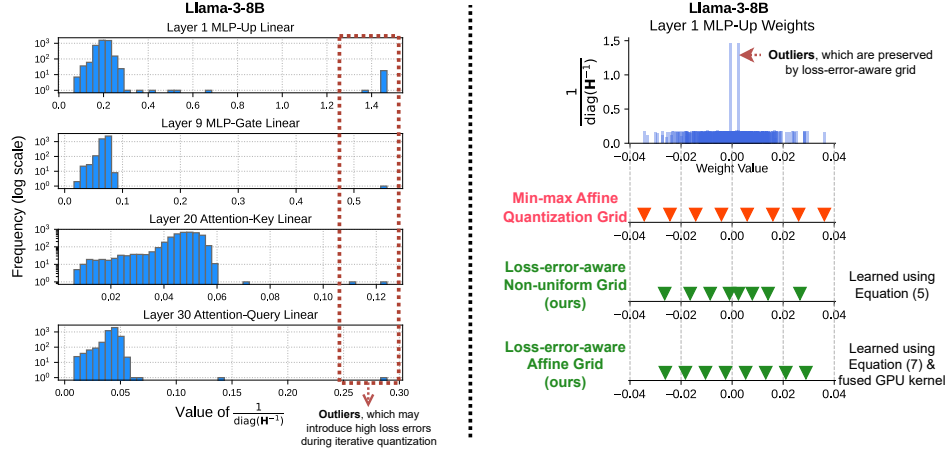 Llama-3-8B
Layer 1 MLP-Up Linear
10³
10²
10¹
10⁰
0.0 0.2 0.4 0.6 0.8 1.0 1.2 1.4
Layer 9 MLP-Gate Linear
10³
10²
10¹
10⁰
0.0 0.1 0.2 0.3 0.4 0.5
Frequency (log scale)
Layer 20 Attention-Key Linear
10²
10¹
10⁰
0.02 0.04 0.06 0.08 0.10 0.12
Layer 30 Attention-Query Linear
10³
10²
10¹
10⁰
0.00 0.05 0.10 0.15 0.20 0.25 0.30
Value of 1/diag(H⁻¹)
Outliers, which may
introduce high loss errors
during iterative quantization
Llama-3-8B
Layer 1 MLP-Up Weights
1/diag(H⁻¹)
1.5
1.0
0.5
0.0
Outliers, which are preserved
by loss-error-aware grid
−0.04 −0.02 0.00 0.02 0.04
Weight Value
Min-max Affine
Quantization Grid
−0.04 −0.02 0.00 0.02 0.04
Loss-error-aware
Non-uniform Grid
(ours)
Learned using
Equation (5)
−0.04 −0.02 0.00 0.02 0.04
Loss-error-aware
Affine Grid
(ours)
Learned using
Equation (7) &
fused GPU kernel
−0.04 −0.02 0.00 0.02 0.04